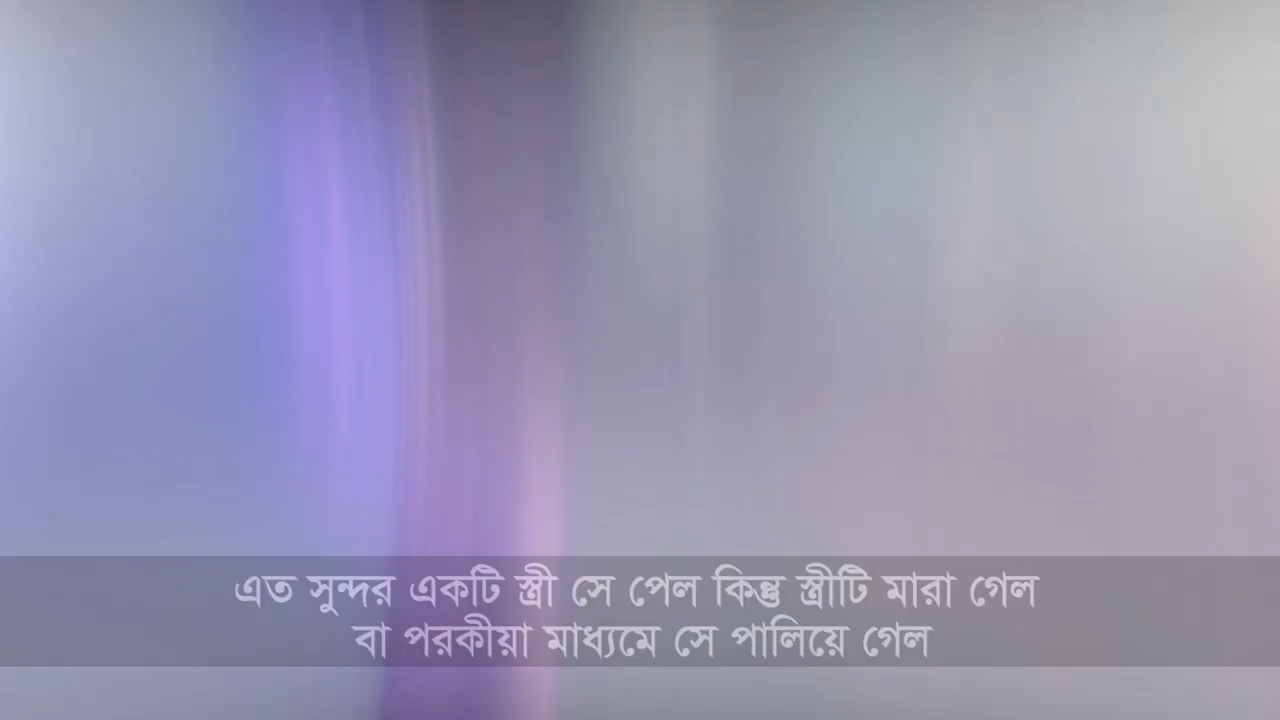 এত সুন্দর একটি স্ত্রী সে পেল কিন্তু স্ত্রীটি মারা গেল
বা পরকীয়া মাধ্যমে সে পালিয়ে গেল